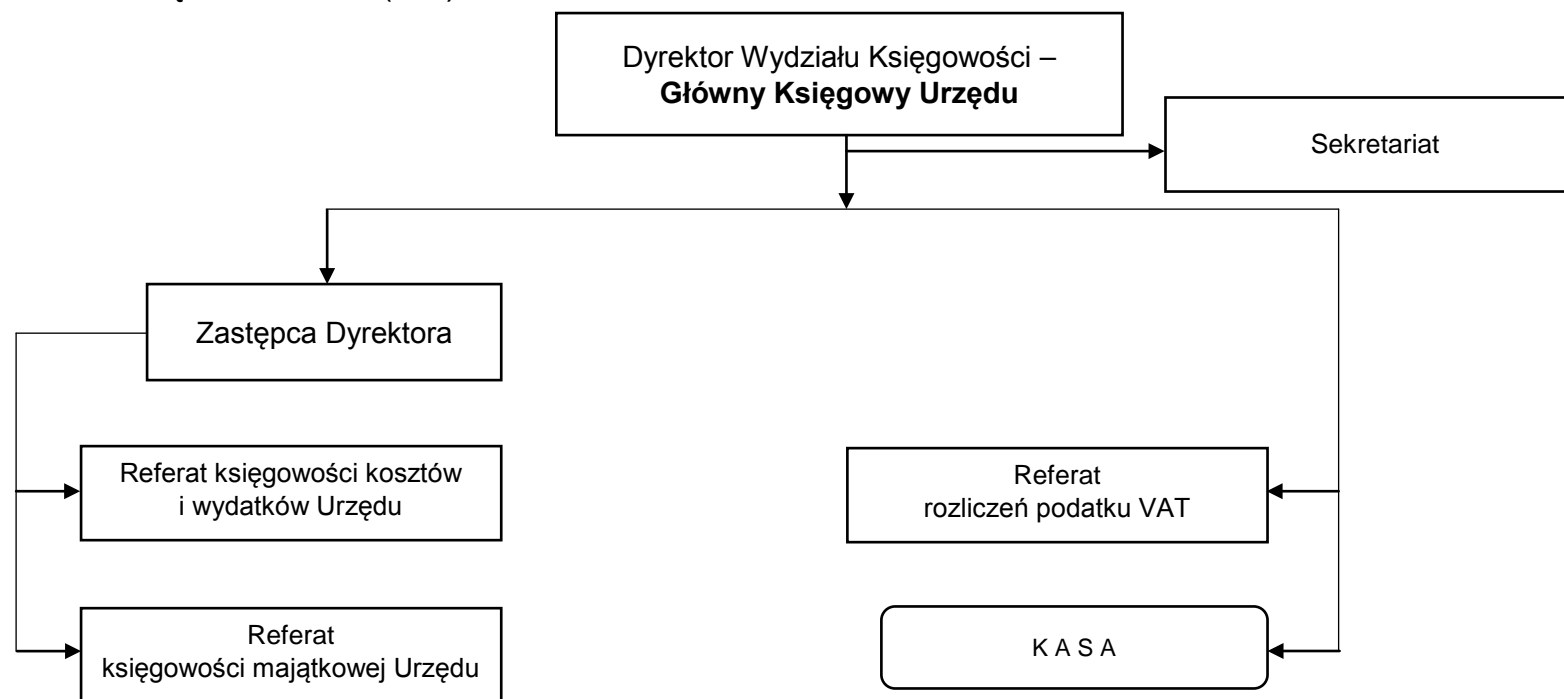 Dyrektor Wydziału Księgowości –
Główny Księgowy Urzędu
Sekretariat
Zastępca Dyrektora
Referat księgowości kosztów
i wydatków Urzędu
Referat
rozliczeń podatku VAT
Referat
księgowości majątkowej Urzędu
K A S A